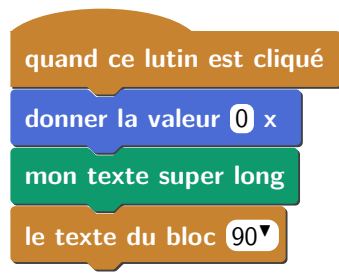 quand ce lutin est cliqué
donner la valeur 0 x
mon texte super long
le texte du bloc 90▼